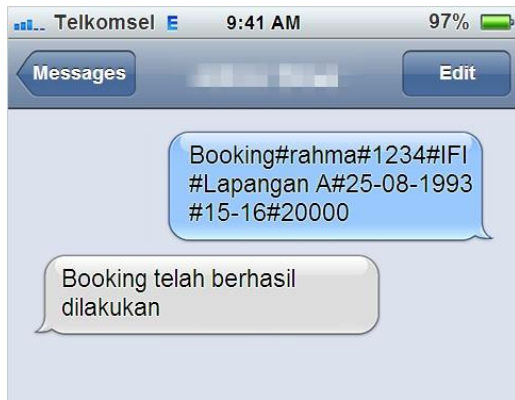 Telkomsel E 9:41 AM 97%
Messages Edit
Booking#rahma#1234#IFI
#Lapangan A#25-08-1993
#15-16#20000
Booking telah berhasil
dilakukan